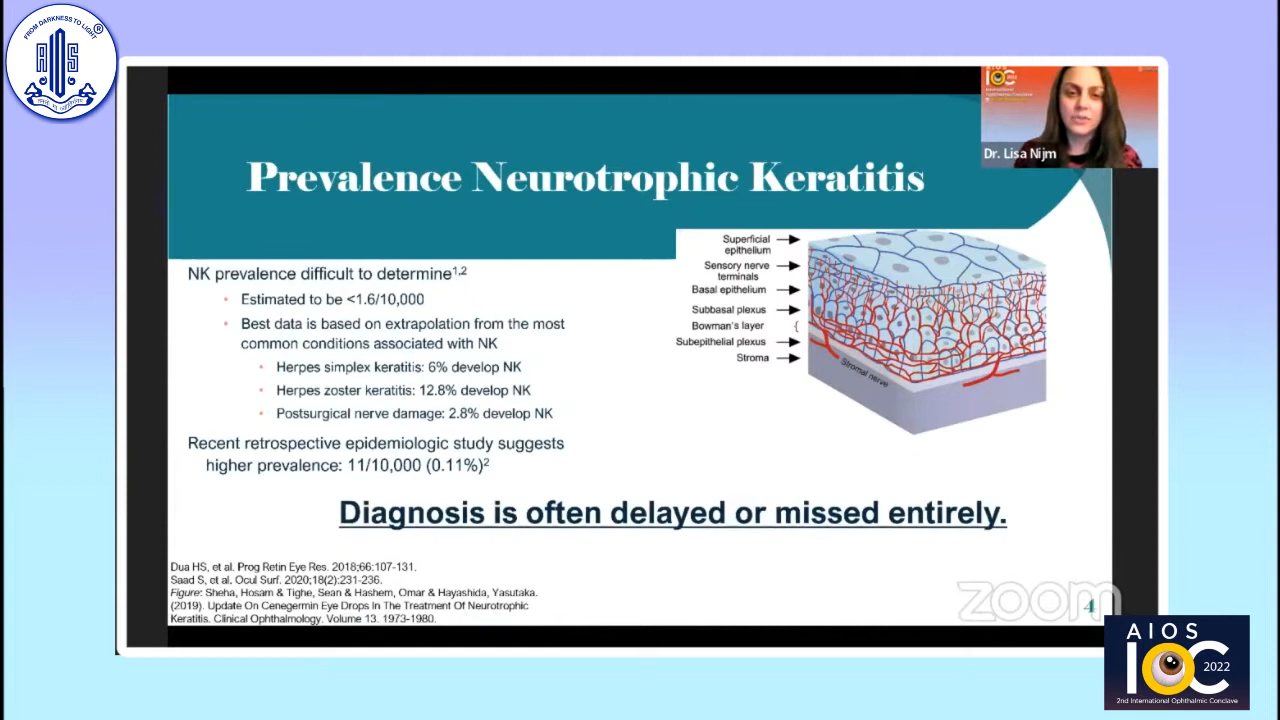 FROM DARKNESS TO LIGHT
®
AIOS
AIOS
IOC
2022
International
Ophthalmic Conclave
Dr. Lisa Nijm
Prevalence Neurotrophic Keratitis
NK prevalence difficult to determine1,2
• Estimated to be <1.6/10,000
• Best data is based on extrapolation from the most
common conditions associated with NK
• Herpes simplex keratitis: 6% develop NK
• Herpes zoster keratitis: 12.8% develop NK
• Postsurgical nerve damage: 2.8% develop NK
Recent retrospective epidemiologic study suggests
higher prevalence: 11/10,000 (0.11%)2
Superficial
epithelium
Sensory nerve
terminals
Basal epithelium
Subbasal plexus
Bowman's layer {
Subepithelial plexus
Stroma
Stromal nerve
Diagnosis is often delayed or missed entirely.
Dua HS, et al. Prog Retin Eye Res. 2018;66:107-131.
Saad S, et al. Ocul Surf. 2020;18(2):231-236.
Figure: Sheha, Hosam & Tighe, Sean & Hashem, Omar & Hayashida, Yasutaka.
(2019). Update On Cenegermin Eye Drops In The Treatment Of Neurotrophic
Keratitis. Clinical Ophthalmology. Volume 13. 1973-1980.
zoom
4
AIOS
IOC
2022
2nd International Ophthalmic Conclave